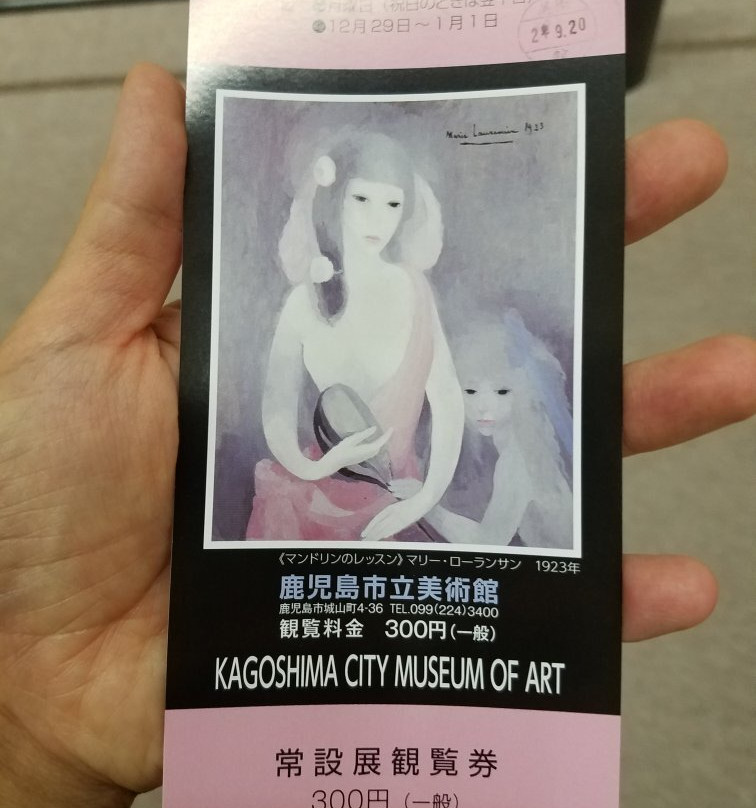 ●12月29日〜1月1日
2.9.20
Marie Laurencin 1923
《マンドリンのレッスン》マリー・ローランサン 1923年
鹿児島市立美術館
鹿児島市城山町4-36 TEL.099(224)3400
観覧料金 300円(一般)
KAGOSHIMA CITY MUSEUM OF ART
常設展観覧券
300円(一般)